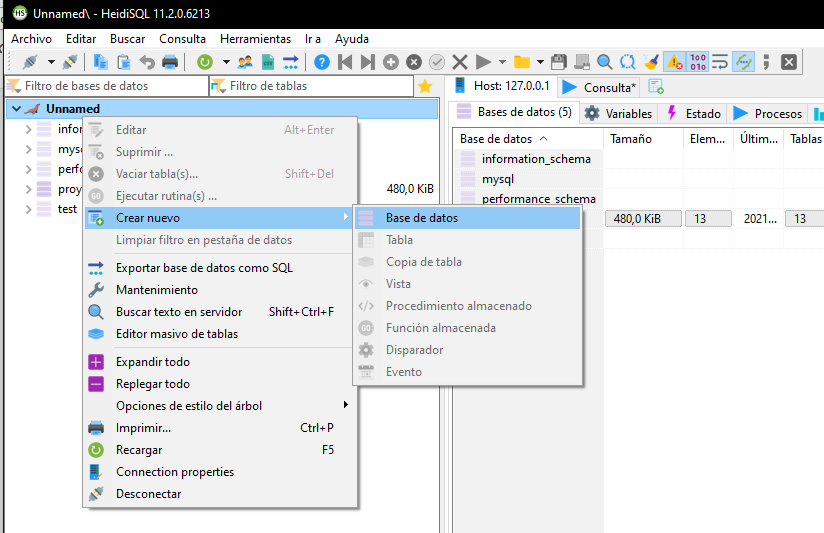 Unnamed\ - HeidiSQL 11.2.0.6213
Archivo Editar Buscar Consulta Herramientas Ir a Ayuda
Filtro de bases de datos Filtro de tablas
Host: 127.0.0.1 Consulta*
Bases de datos (5) Variables Estado Procesos
Unnamed
infor
mysc
perfo
proy 480,0 KiB
test
Editar Alt+Enter
Suprimir ...
Vaciar tabla(s)... Shift+Del
Ejecutar rutina(s) ...
Crear nuevo
Limpiar filtro en pestaña de datos
Exportar base de datos como SQL
Mantenimiento
Buscar texto en servidor Shift+Ctrl+F
Editor masivo de tablas
Expandir todo
Replegar todo
Opciones de estilo del árbol
Imprimir... Ctrl+P
Recargar F5
Connection properties
Desconectar
Base de datos
Tabla
Copia de tabla
Vista
Procedimiento almacenado
Función almacenada
Disparador
Evento
Base de datos Tamaño Elem... Últim... Tablas
information_schema
mysql
performance_schema
480,0 KiB 13 2021... 13